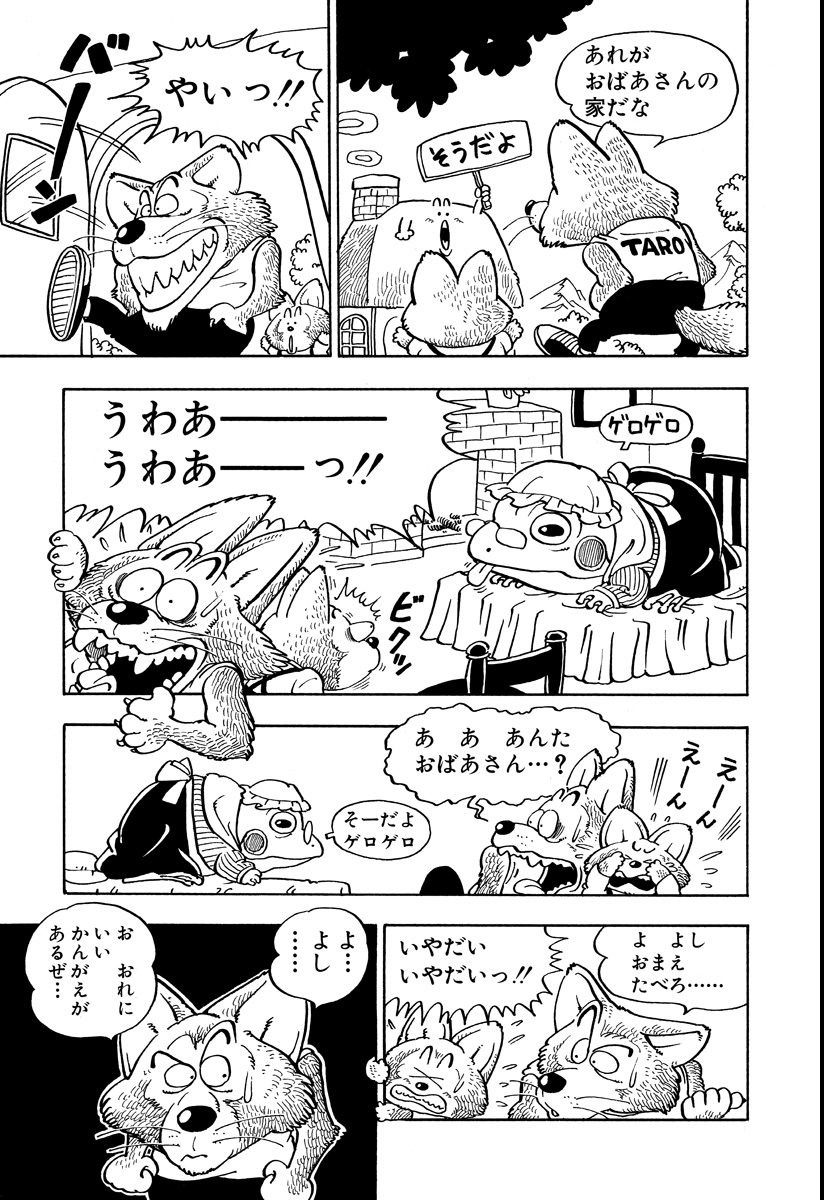 あれが
おばあさんの
家だな
そうだよ
TARO
やいっ!!
バーン
ゲロゲロ
うわあー
うわあーっ!!
ビクッ
えーん
えーん
あ あ あんた
おばあさん…?
そーだよ
ゲロゲロ
よ よし
おまえ
たべろ……
いやだい
いやだいっ!!
よ…
よし
……
お おれに
いい
かんがえが
あるぜ…